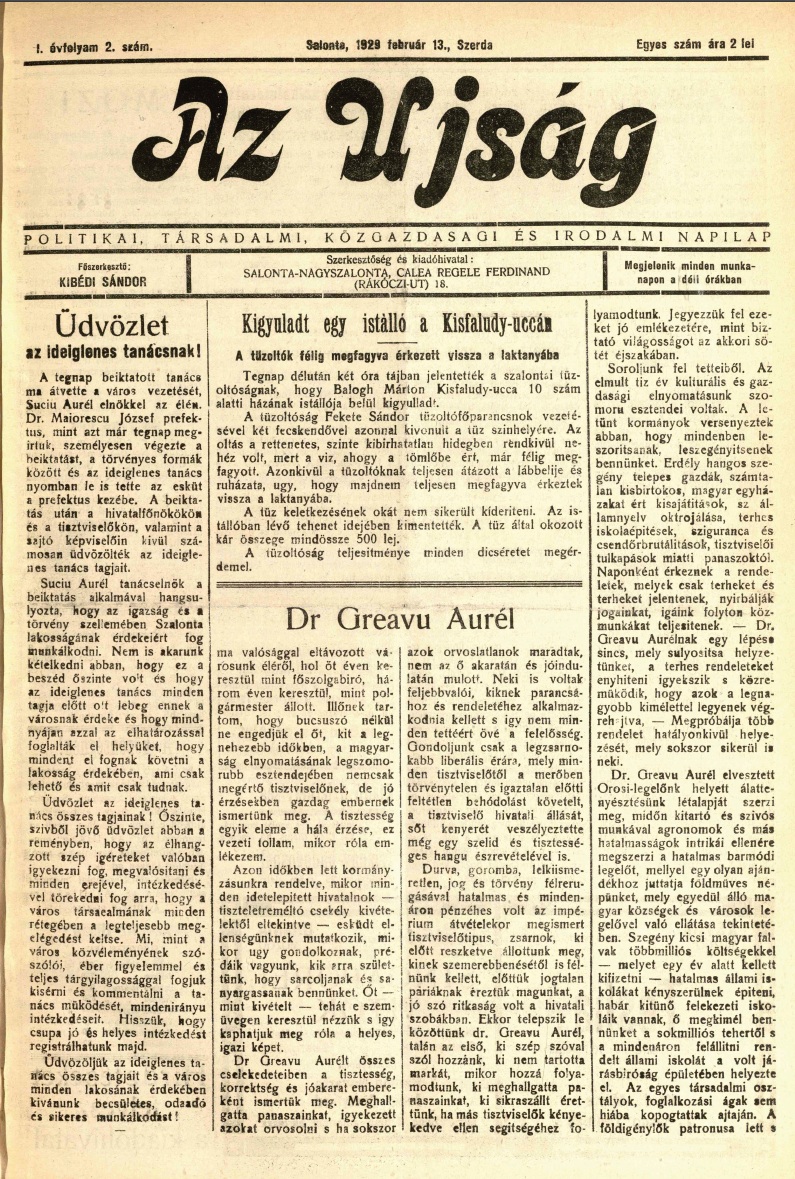 I. évfolyam 2. szám.
Salonta, 1929 február 13., Szerda
Egyes szám ára 2 lei
Az Ujság
POLITIKAI, TÁRSADALMI, KÖZGAZDASAGI ÉS IRODALMI NAPILAP
Főszerkesztő:
KIBÉDI SÁNDOR
Szerkesztőség és kiadóhivatal:
SALONTA-NAGYSZALONTA, CALEA REGELE FERDINAND
(RÁKÓCZI-UT) 18.
Megjelenik minden munka-
napon a déli órákban
Üdvözlet
az ideiglenes tanácsnak!
A tegnap beiktatott tanács
ma átvette a város vezetését,
Suciu Aurél elnökkel az élén.
Dr. Maiorescu József prefek-
tus, mint azt már tegnap meg-
irtuk, személyesen végezte a
beiktatást, a törvényes formák
között és az ideiglenes tanács
nyomban le is tette az esküt
a prefektus kezébe. A beikta-
tás után a hivatalfőnökökön
és a tisztviselőkön, valamint a
sajtó képviselőin kivül szá-
mosan üdvözölték az ideigle-
nes tanács tagjait.
Suciu Aurél tanácselnök a
beiktatás alkalmával hangsu-
lyozta, hogy az igazság és a
törvény szellemében Szalonta
lakosságának érdekeiért fog
munkálkodni. Nem is akarunk
kételkedni abban, hogy ez a
beszéd őszinte volt és hogy
az ideiglenes tanács minden
tagja előtt ott lebeg ennek a
városnak érdeke és hogy mind-
nyájan azzal az elhatározással
foglalták el helyüket, hogy
mindent el fognak követni a
lakosság érdekében, ami csak
lehető és amit csak tudnak.
Üdvözlet az ideiglenes ta-
nács összes tagjainak! Őszinte,
szivből jövő üdvözlet abban a
reményben, hogy az elhang-
zott szép igéreteket valóban
igyekezni fog, megvalósitani és
minden erejével, intézkedésé-
vel törekedni fog arra, hogy a
város társadalmának minden
rétegében a legteljesebb meg-
elégedést keltse. Mi, mint a
város közvéleményének szó-
szólói, éber figyelemmel és
teljes tárgyilagossággal fogjuk
kisérni és kommentálni a ta-
nács müködését, mindenirányu
intézkedéseit. Hisszük, hogy
csupa jó és helyes intézkedést
registrálhatunk majd.
Üdvözöljük az ideiglenes ta-
nács összes tagjait és a város
minden lakosának érdekében
kivánunk becsületes, odaadó
és sikeres munkálkodást!
Kigyuladt egy istálló a Kisfaludy-uccán
A tüzoltók félig megfagyva érkezett vissza a laktanyába
Tegnap délután két óra tájban jelentették a szalontai tüz-
oltóságnak, hogy Balogh Márton Kisfaludy-ucca 10 szám
alatti házának istállója belül kigyulladt.
A tüzoltóság Fekete Sándor tüzoltófőparancsnok vezeté-
sével két fecskendővel azonnal kivonult a tüz szinhelyére. Az
oltás a rettenetes, szinte kibirhatatlan hidegben rendkivül ne-
héz volt, mert a viz, ahogy a tömlőbe ért, már félig meg-
fagyott. Azonkivül a tüzoltóknak teljesen átázott a lábbelije és
ruházata, ugy, hogy majdnem teljesen megfagyva érkeztek
vissza a laktanyába.
A tüz keletkezésének okát nem sikerült kideriteni. Az is-
tállóban lévő tehenet idejében kimentették. A tüz által okozott
kár összege mindössze 500 lej.
A tüzoltóság teljesitménye minden dicséretet megér-
demel.
Dr Greavu Aurél
ma valósággal eltávozott vá-
rosunk éléről, hol öt éven ke-
resztül mint főszolgabiró, há-
rom éven keresztül, mint pol-
gármester állott. Illőnek tar-
tom, hogy bucsuszó nélkül
ne engedjük el őt, kit a leg-
nehezebb időkben, a magyar-
ság elnyomatásának legszomo-
rubb esztendejében nemcsak
megértő tisztviselőnek, de jó
érzésekben gazdag embernek
ismertünk meg. A tisztesség
egyik eleme a hála érzése, ez
vezeti tollam, mikor róla em-
lékezem.
Azon időkben lett kormány-
zásunkra rendelve, mikor min-
den idetelepitett hivatalnok —
tiszteletreméltó csekély kivéte-
lektől eltekintve — esküdt el-
lenségünknek mutatkozik, mi-
kor ugy gondolkoznak, pré-
dáik vagyunk, kik arra szület-
tünk, hogy sarcoljanak és sa-
nyargassanak bennünket. Őt —
mint kivételt — tehát e szem-
üvegen keresztül nézzük s igy
kaphatjuk meg róla a helyes,
igazi képet.
Dr Greavu Aurélt összes
cselekedeteiben a tisztesség,
korrektség és jóakarat embere-
ként ismertük meg. Meghall-
gatta panaszainkat, igyekezett
azokat orvosolni s ha sokszor
azok orvoslatlanok maradtak,
nem az ő akaratán és jóindu-
latán mulott. Neki is voltak
feljebbvalói, kiknek parancsá-
hoz és rendeletéhez alkalmaz-
kodnia kellett s igy nem min-
den tettéért övé a felelősség.
Gondoljunk csak a legzsarno-
kabb liberális érára, mely min-
den tisztviselőtől a merőben
törvénytelen és igaztalan előtti
feltétlen behódolást követelt,
a tisztviselő hivatali állását,
sőt kenyerét veszélyeztette
még egy szelid és tisztessé-
ges hangu észrevételével is.
Durva, goromba, lelkiisme-
retlen, jog és törvény félreru-
gásával hatalmas és minden-
áron pénzéhes volt az impé-
rium átvételekor megismert
tisztviselőtipus, zsarnok, ki
előtt reszketve állottunk meg,
kinek szemerebbenésétől is fél-
nünk kellett, előttük jogtalan
páriáknak éreztük magunkat, a
jó szó ritkaság volt a hivatali
szobákban. Ekkor telepszik le
közöttünk dr. Greavu Aurél,
talán az első, ki szép szóval
szól hozzánk, ki nem tartotta
markát, mikor hozzá folya-
modtunk, ki meghallgatta pa-
naszainkat, ki sikraszállt éret-
tünk, ha más tisztviselők kénye-
kedve ellen segitségéhez fo-
lyamodtunk. Jegyezzük fel eze-
ket jó emlékezetére, mint biz-
tató világosságot az akkori sö-
tét éjszakában.
Soroljunk fel tetteiből. Az
elmult tiz év kulturális és gaz-
dasági elnyomatásunk szo-
moru esztendei voltak. A le-
tünt kormányok versenyeztek
abban, hogy mindenben le-
szoritsanak, leszegényitsenek
bennünket. Erdély hangos sze-
gény telepes gazdák, számta-
lan kisbirtokos, magyar egyhá-
zakat ért kisajátitások, az ál-
lamnyelv oktrojálása, terhes
iskolaépitések, sziguranca és
csendőrbrutálitások, tisztviselői
tulkapások miatti panaszoktól.
Naponként érkeznek a rende-
letek, melyek csak terheket és
terheket jelentenek, nyirbálják
jogainkat, igáink folyton köz-
munkákat teljesitenek. — Dr.
Greavu Aurélnak egy lépése
sincs, mely sulyositsa helyze-
tünket, a terhes rendeleteket
enyhiteni igyekszik s közre-
müködik, hogy azok a legna-
gyobb kimélettel legyenek vég-
rehajtva, — Megpróbálja több
rendelet hatályonkivül helye-
zését, mely sokszor sikerül is
neki.
Dr. Greavu Aurél elvesztett
Orosi-legelőnk helyett álatte-
nyésztésünk létalapját szerzi
meg, midőn kitartó és szivós
munkával agronomok és más
hatalmasságok intrikái ellenére
megszerzi a hatalmas barmódi
legelőt, mellyel egy olyan aján-
dékhoz juttatja földmüves né-
pünket, mely egyedül álló ma-
gyar községek és városok le-
gelővel való ellátása tekinteté-
ben. Szegény kicsi magyar fal-
vak többmilliós költségekkel
— melyet egy év alatt kellett
kifizetni — hatalmas állami is-
kolákat kényszerülnek épiteni,
habár kitünő felekezeti isko-
láik vannak, ő megkimél ben-
nünket a sokmilliós tehertől s
a mindenáron felállitni ren-
delt állami iskolát a volt já-
rásbiróság épületében helyezte
el. Az egyes társadalmi osz-
tályok, foglalkozási ágak sem
hiába kopogtattak ajtaján. A
földigénylők patronusa lett s